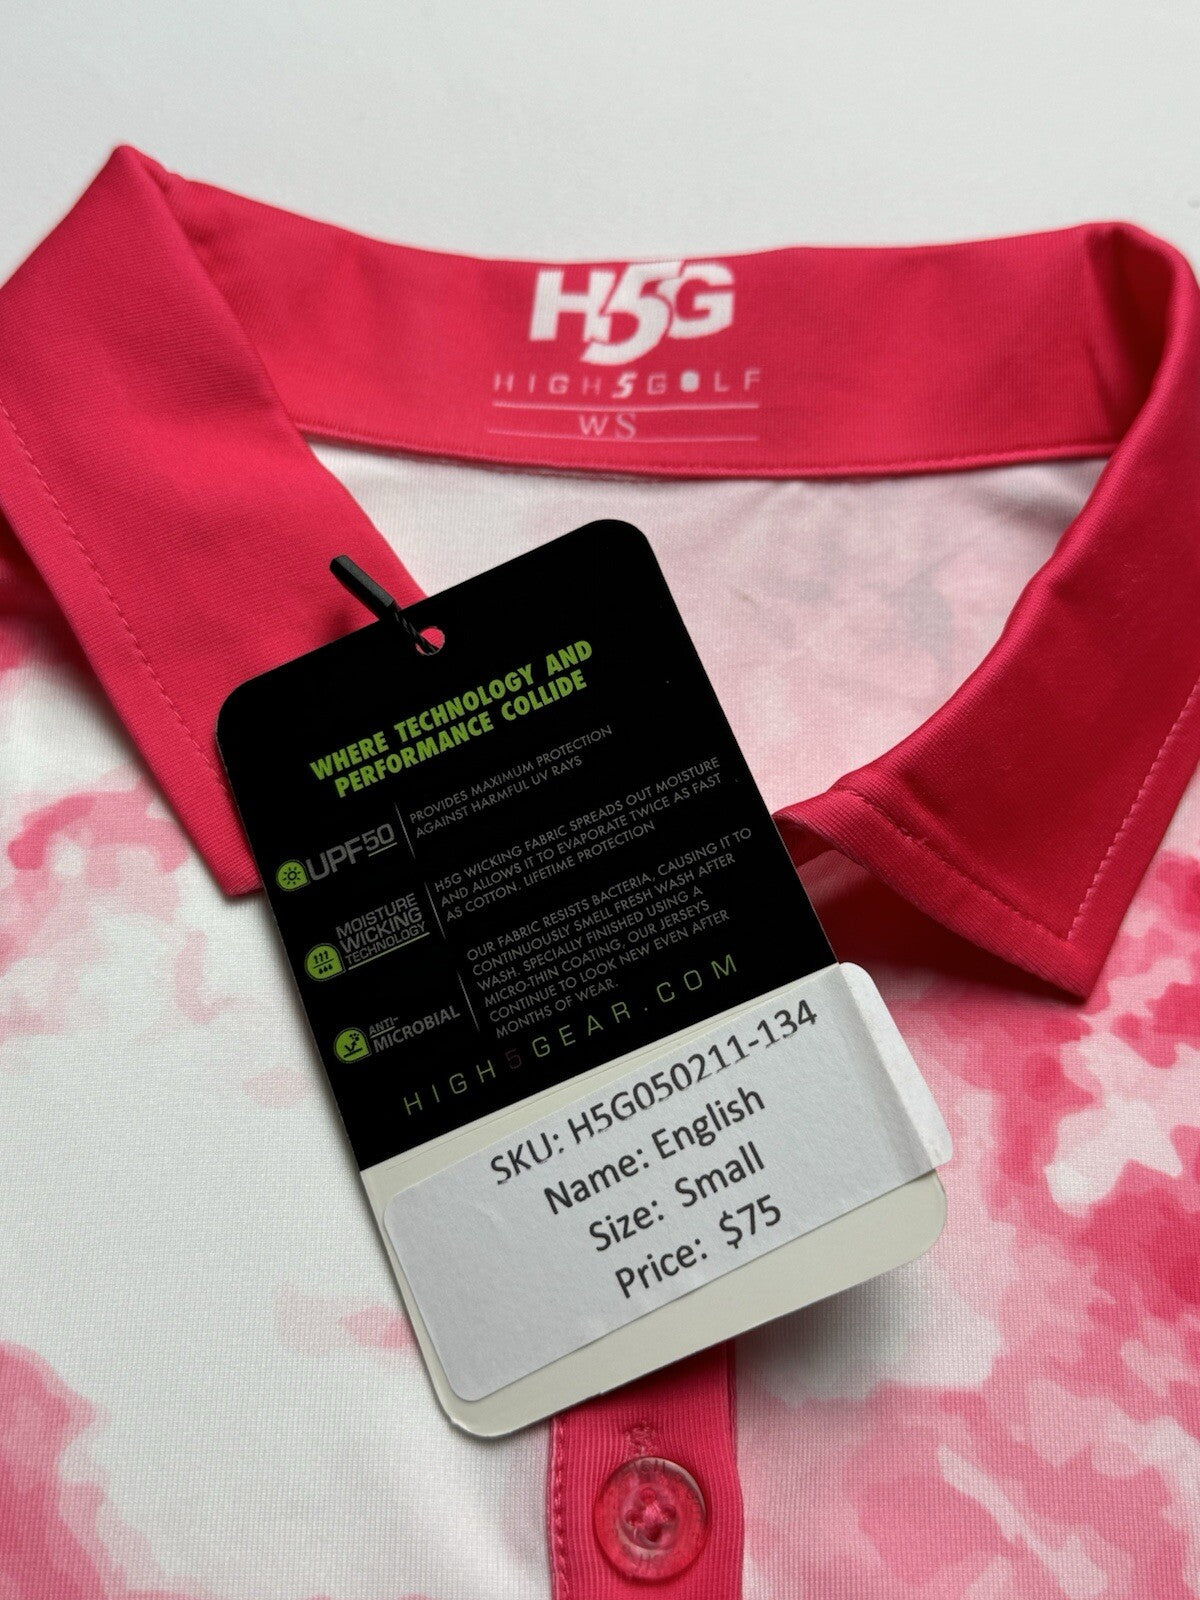 H5G
HIGH5GOLF
WS
WHERE TECHNOLOGY AND
PERFORMANCE COLLIDE
UPF50
PROVIDES MAXIMUM PROTECTION
AGAINST HARMFUL UV RAYS
MOISTURE
WICKING
TECHNOLOGY
H5G WICKING FABRIC SPREADS OUT MOISTURE
AND ALLOWS IT TO EVAPORATE TWICE AS FAST
AS COTTON. LIFETIME PROTECTION
ANTI-
MICROBIAL
OUR FABRIC RESISTS BACTERIA, CAUSING IT TO
CONTINUOUSLY SMELL FRESH WASH AFTER
WASH. SPECIALLY FINISHED USING A
MICRO-THIN COATING, OUR JERSEYS
CONTINUE TO LOOK NEW EVEN AFTER
MONTHS OF WEAR.
HIGH5GEAR.COM
SKU: H5G050211-134
Name: English
Size: Small
Price: $75